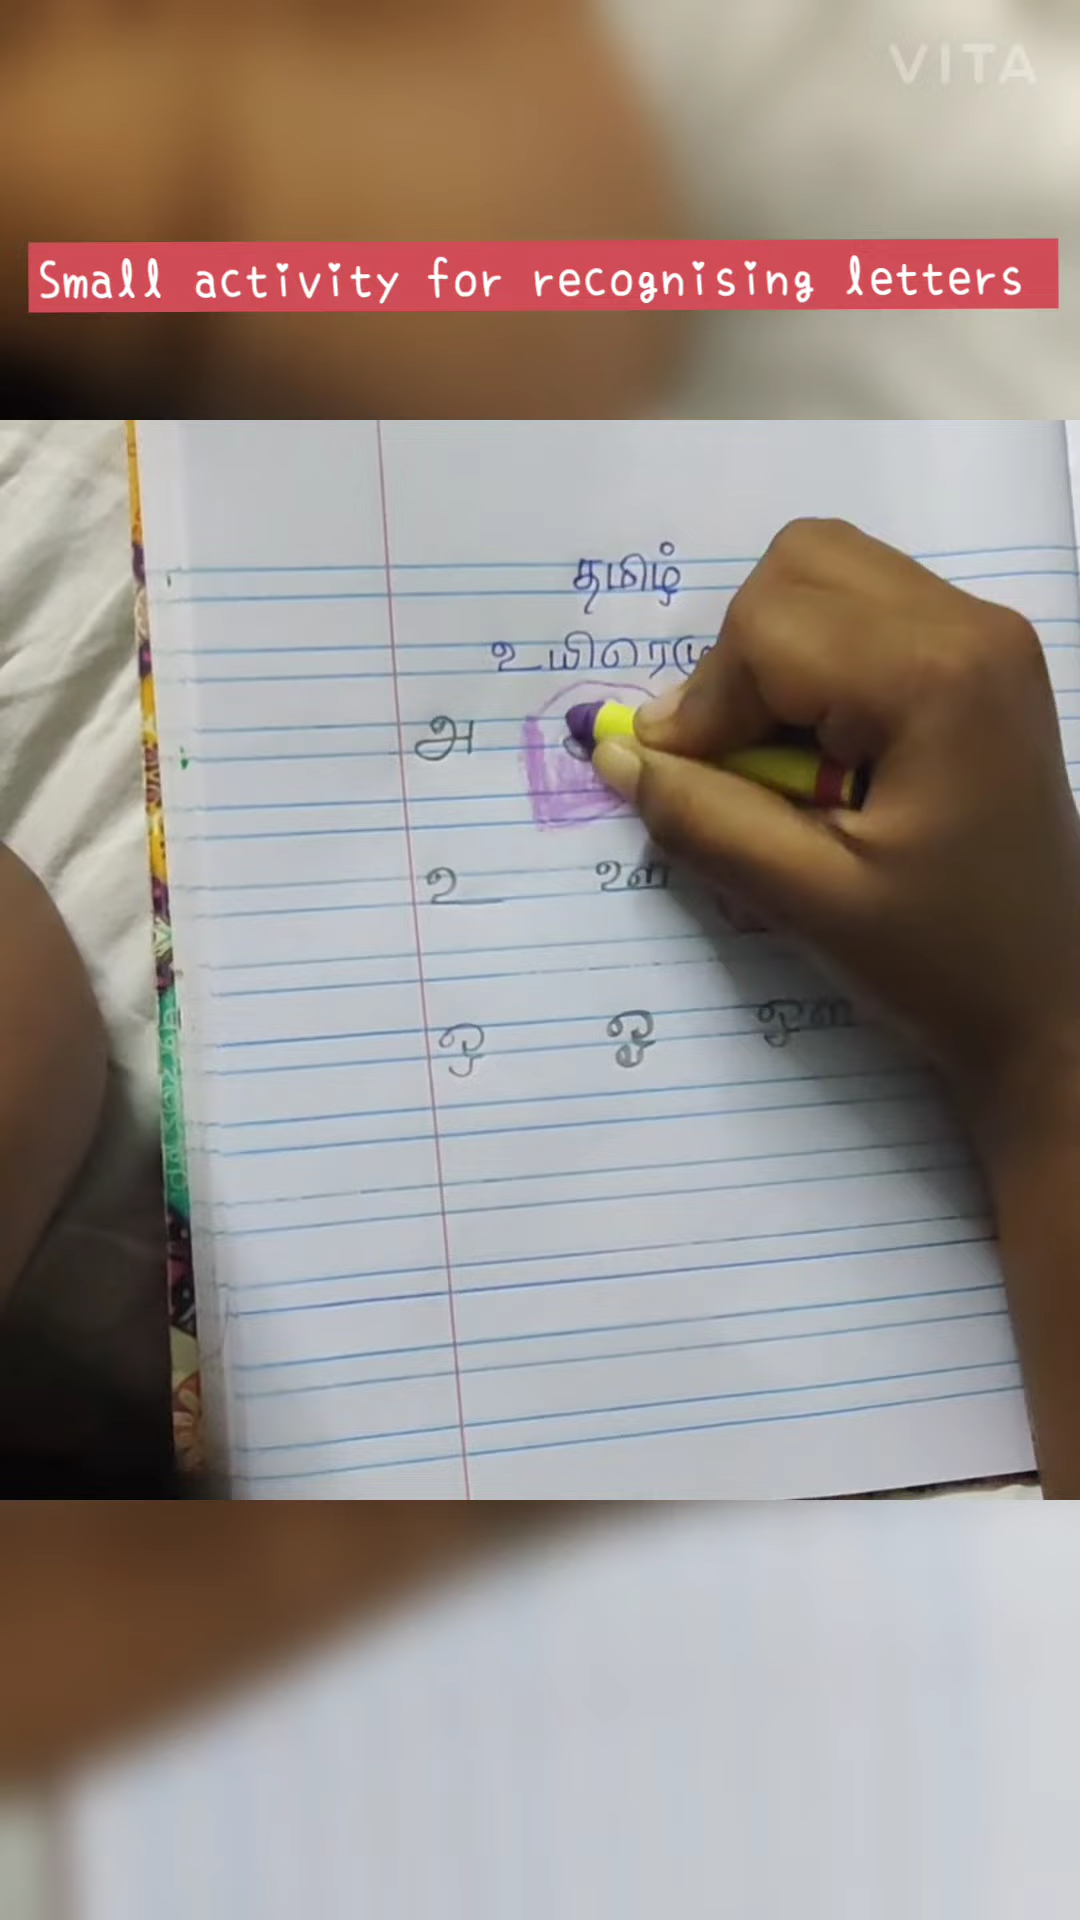 VITA
Small activity for recognising letters
தமிழ்
அ
உ ஊ
ஒ ஓ ஔ